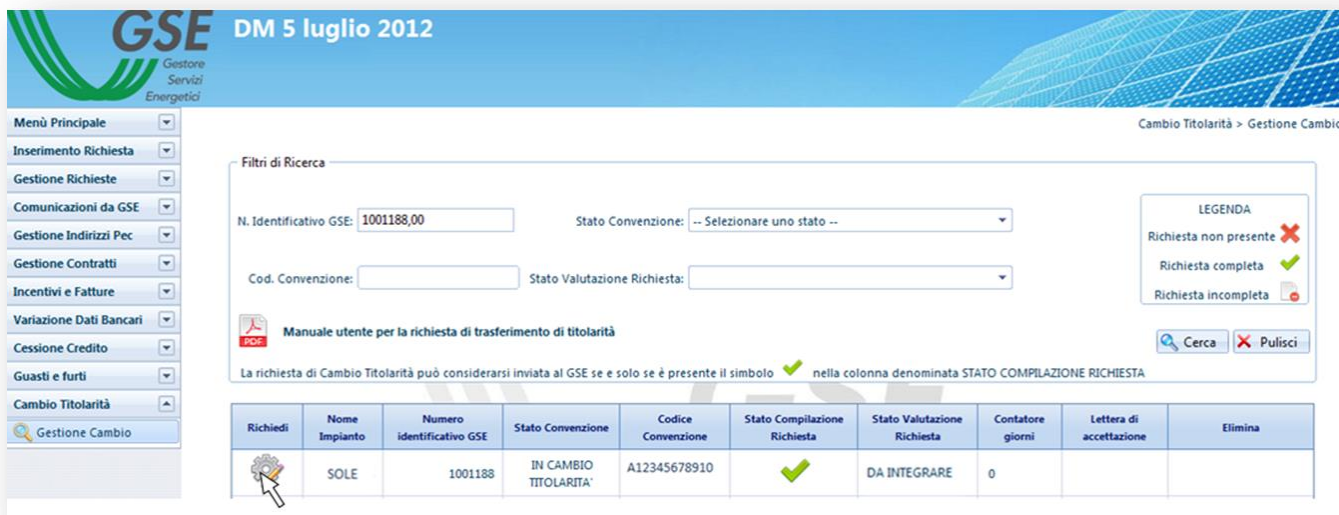 GSE
DM 5 luglio 2012
Gestore
Servizi
Energetici
Menù Principale
Inserimento Richiesta
Gestione Richieste
Comunicazioni da GSE
Gestione Indirizzi Pec
Gestione Contratti
Incentivi e Fatture
Variazione Dati Bancari
Cessione Credito
Guasti e furti
Cambio Titolarità
Gestione Cambio
Cambio Titolarità > Gestione Cambio
Filtri di Ricerca
N. Identificativo GSE: 1001188,00 Stato Convenzione: -- Selezionare uno stato --
Cod. Convenzione: Stato Valutazione Richiesta:
LEGENDA
Richiesta non presente
Richiesta completa
Richiesta incompleta
PDF Manuale utente per la richiesta di trasferimento di titolarità
Cerca Pulisci
La richiesta di Cambio Titolarità può considerarsi inviata al GSE se e solo se è presente il simbolo nella colonna denominata STATO COMPILAZIONE RICHIESTA
GSE
Richiedi Nome Impianto Numero identificativo GSE Stato Convenzione Codice Convenzione Stato Compilazione Richiesta Stato Valutazione Richiesta Contatore giorni Lettera di accettazione Elimina
SOLE 1001188 IN CAMBIO TITOLARITA' A12345678910 DA INTEGRARE 0